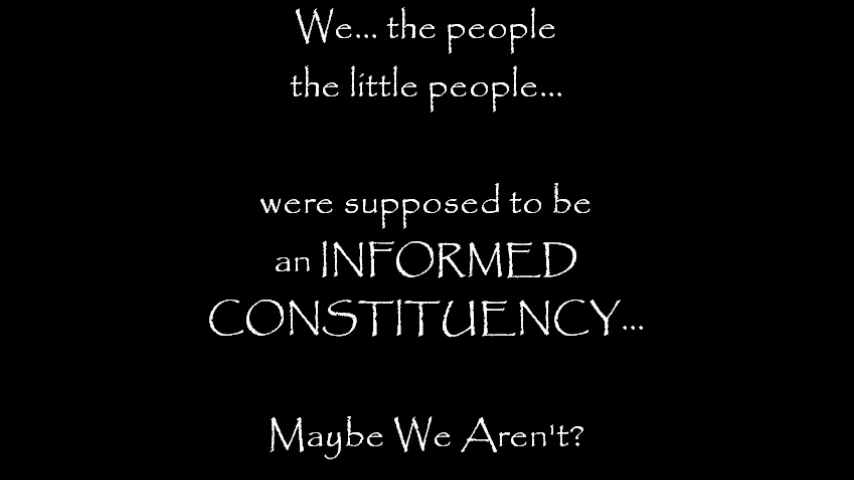 We... the people
the little people...
were supposed to be
an INFORMED
CONSTITUENCY...
Maybe We Aren't?